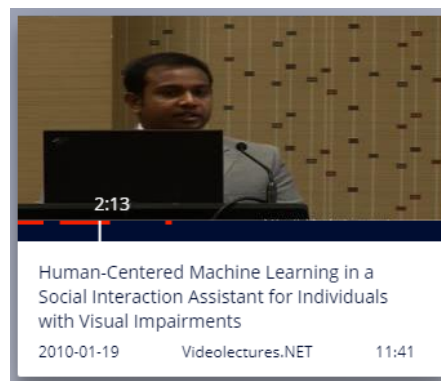 2:13
Human-Centered Machine Learning in a
Social Interaction Assistant for Individuals
with Visual Impairments
2010-01-19 Videolectures.NET 11:41